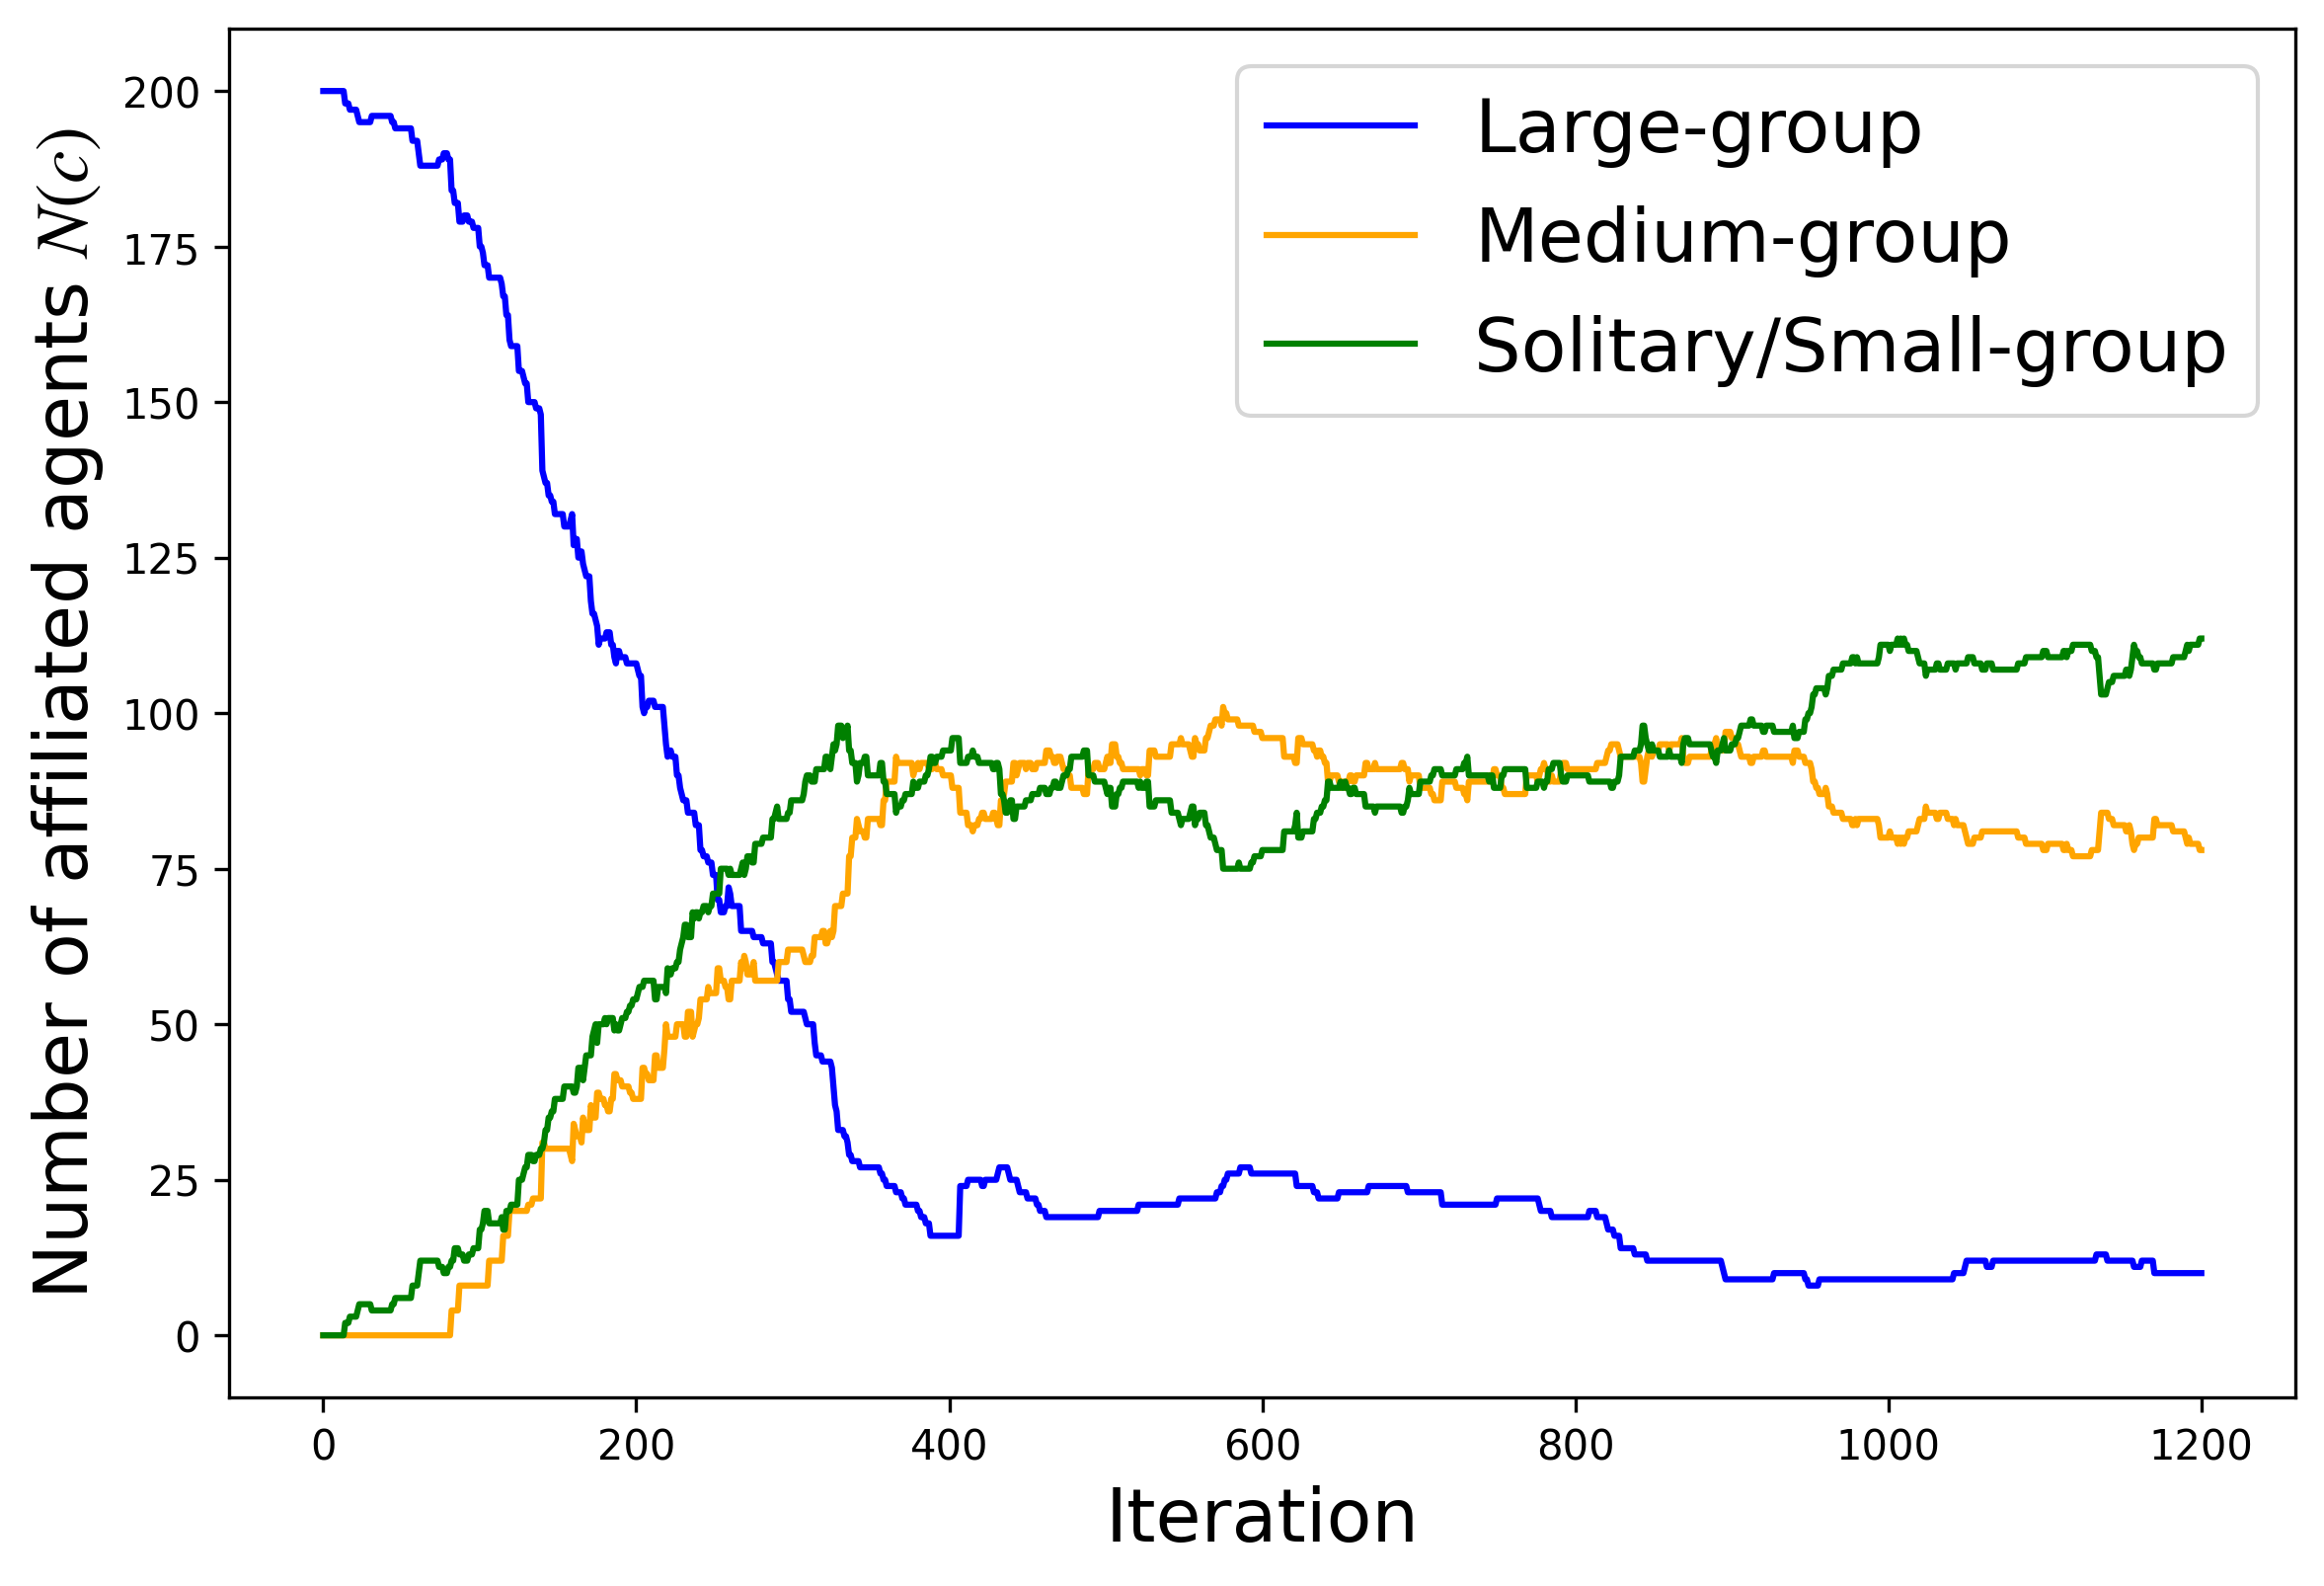 Number of affiliated agents N(c)
200
175
150
125
100
75
50
25
0
Large-group
Medium-group
Solitary/Small-group
0 200 400 600 800 1000 1200
Iteration